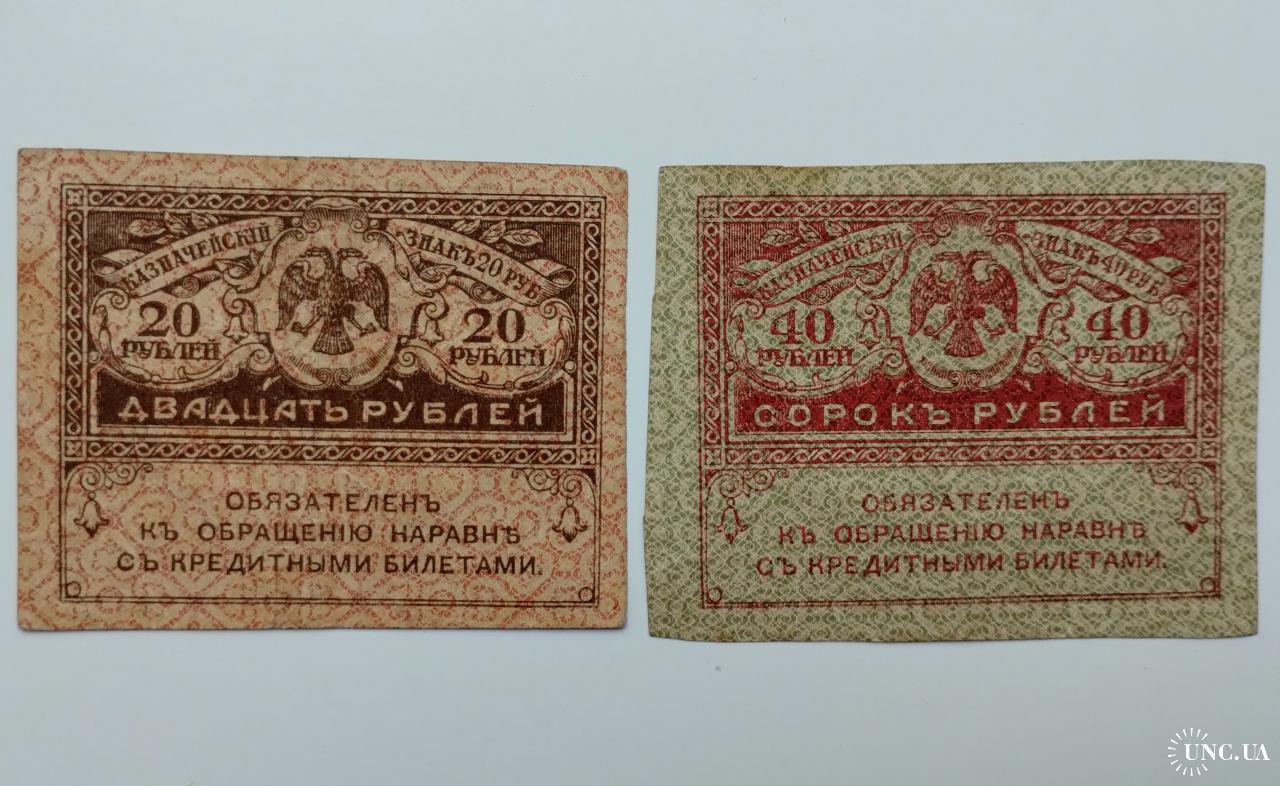 КАЗНАЧЕЙСКІЙ ЗНАКЪ 20 РУБ
20 РУБЛЕЙ 20 РУБЛЕЙ
ДВАДЦАТЬ РУБЛЕЙ
ОБЯЗАТЕЛЕНЪ
КЪ ОБРАЩЕНІЮ НАРАВНѢ
СЪ КРЕДИТНЫМИ БИЛЕТАМИ.
КАЗНАЧЕЙСКІЙ ЗНАКЪ 40 РУБ
40 РУБЛЕЙ 40 РУБЛЕЙ
СОРОКЪ РУБЛЕЙ
ОБЯЗАТЕЛЕНЪ
КЪ ОБРАЩЕНІЮ НАРАВНѢ
СЪ КРЕДИТНЫМИ БИЛЕТАМИ.
UNC.UA